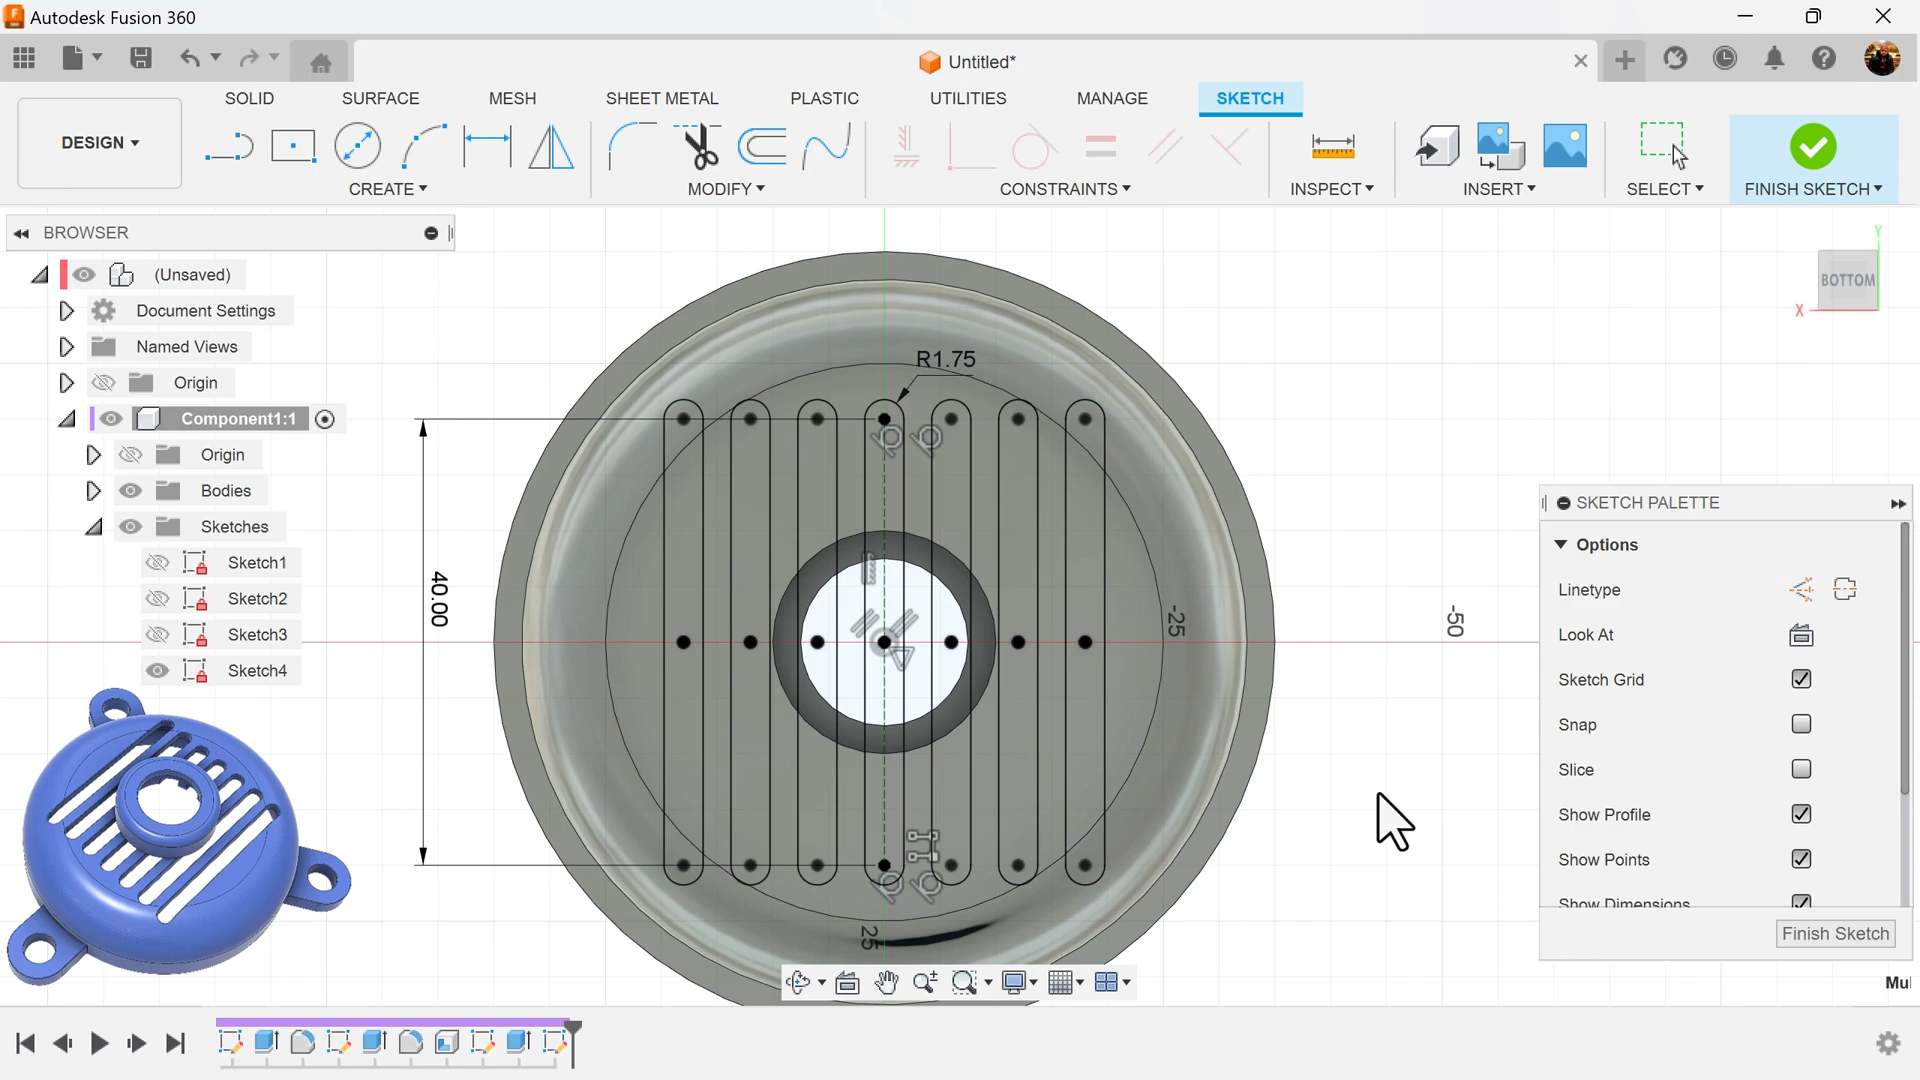 Autodesk Fusion 360
Untitled*
SOLID SURFACE MESH SHEET METAL PLASTIC UTILITIES MANAGE SKETCH
DESIGN
CREATE MODIFY CONSTRAINTS INSPECT INSERT SELECT FINISH SKETCH
BROWSER
(Unsaved)
Document Settings
Named Views
Origin
Component1:1
Origin
Bodies
Sketches
Sketch1
Sketch2
Sketch3
Sketch4
R1.75
40.00
-25
-50
25
BOTTOM
Y
X
SKETCH PALETTE
Options
Linetype
Look At
Sketch Grid
Snap
Slice
Show Profile
Show Points
Show Dimensions
Finish Sketch
Mul